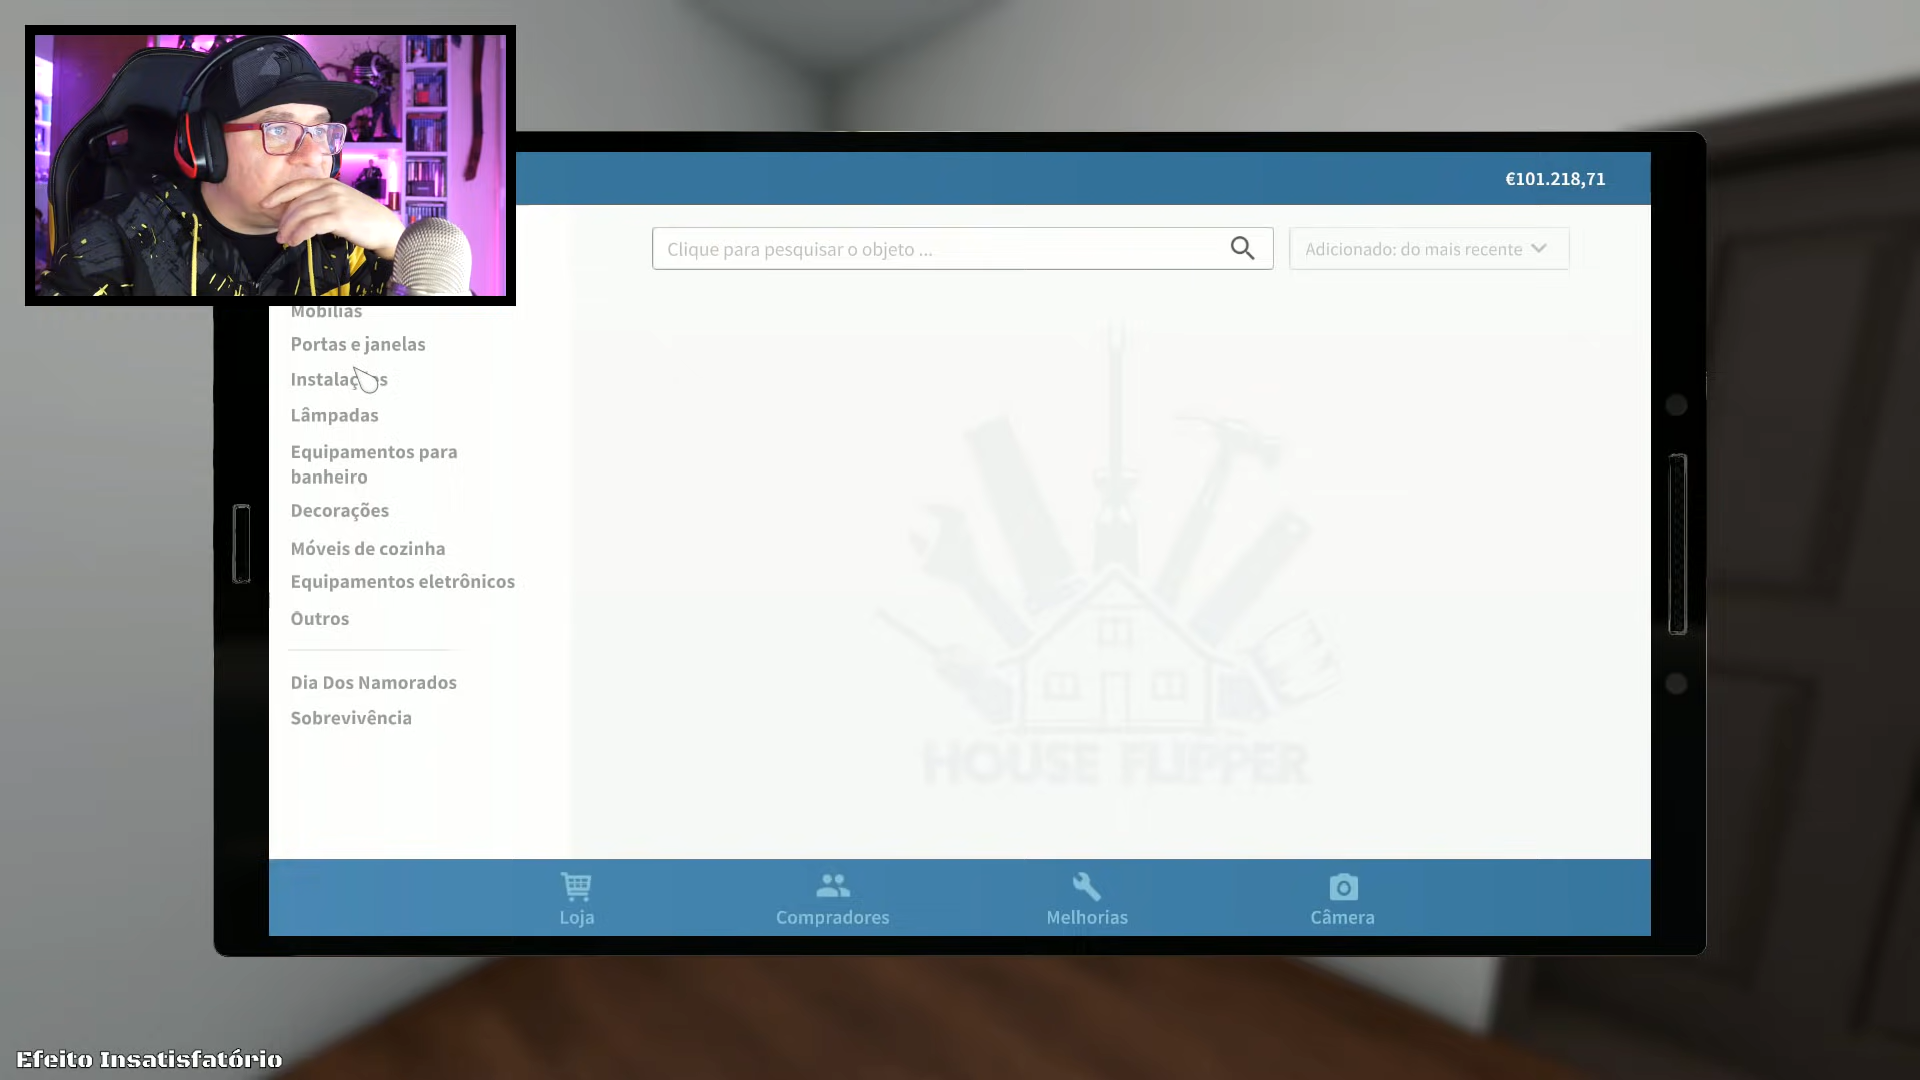 €101.218,71
Clique para pesquisar o objeto ...
Adicionado: do mais recente
Mobílias
Portas e janelas
Instalações
Lâmpadas
Equipamentos para
banheiro
Decorações
Móveis de cozinha
Equipamentos eletrônicos
Outros
Dia Dos Namorados
Sobrevivência
HOUSE FLIPPER
Loja
Compradores
Melhorias
Câmera
Efeito Insatisfatório